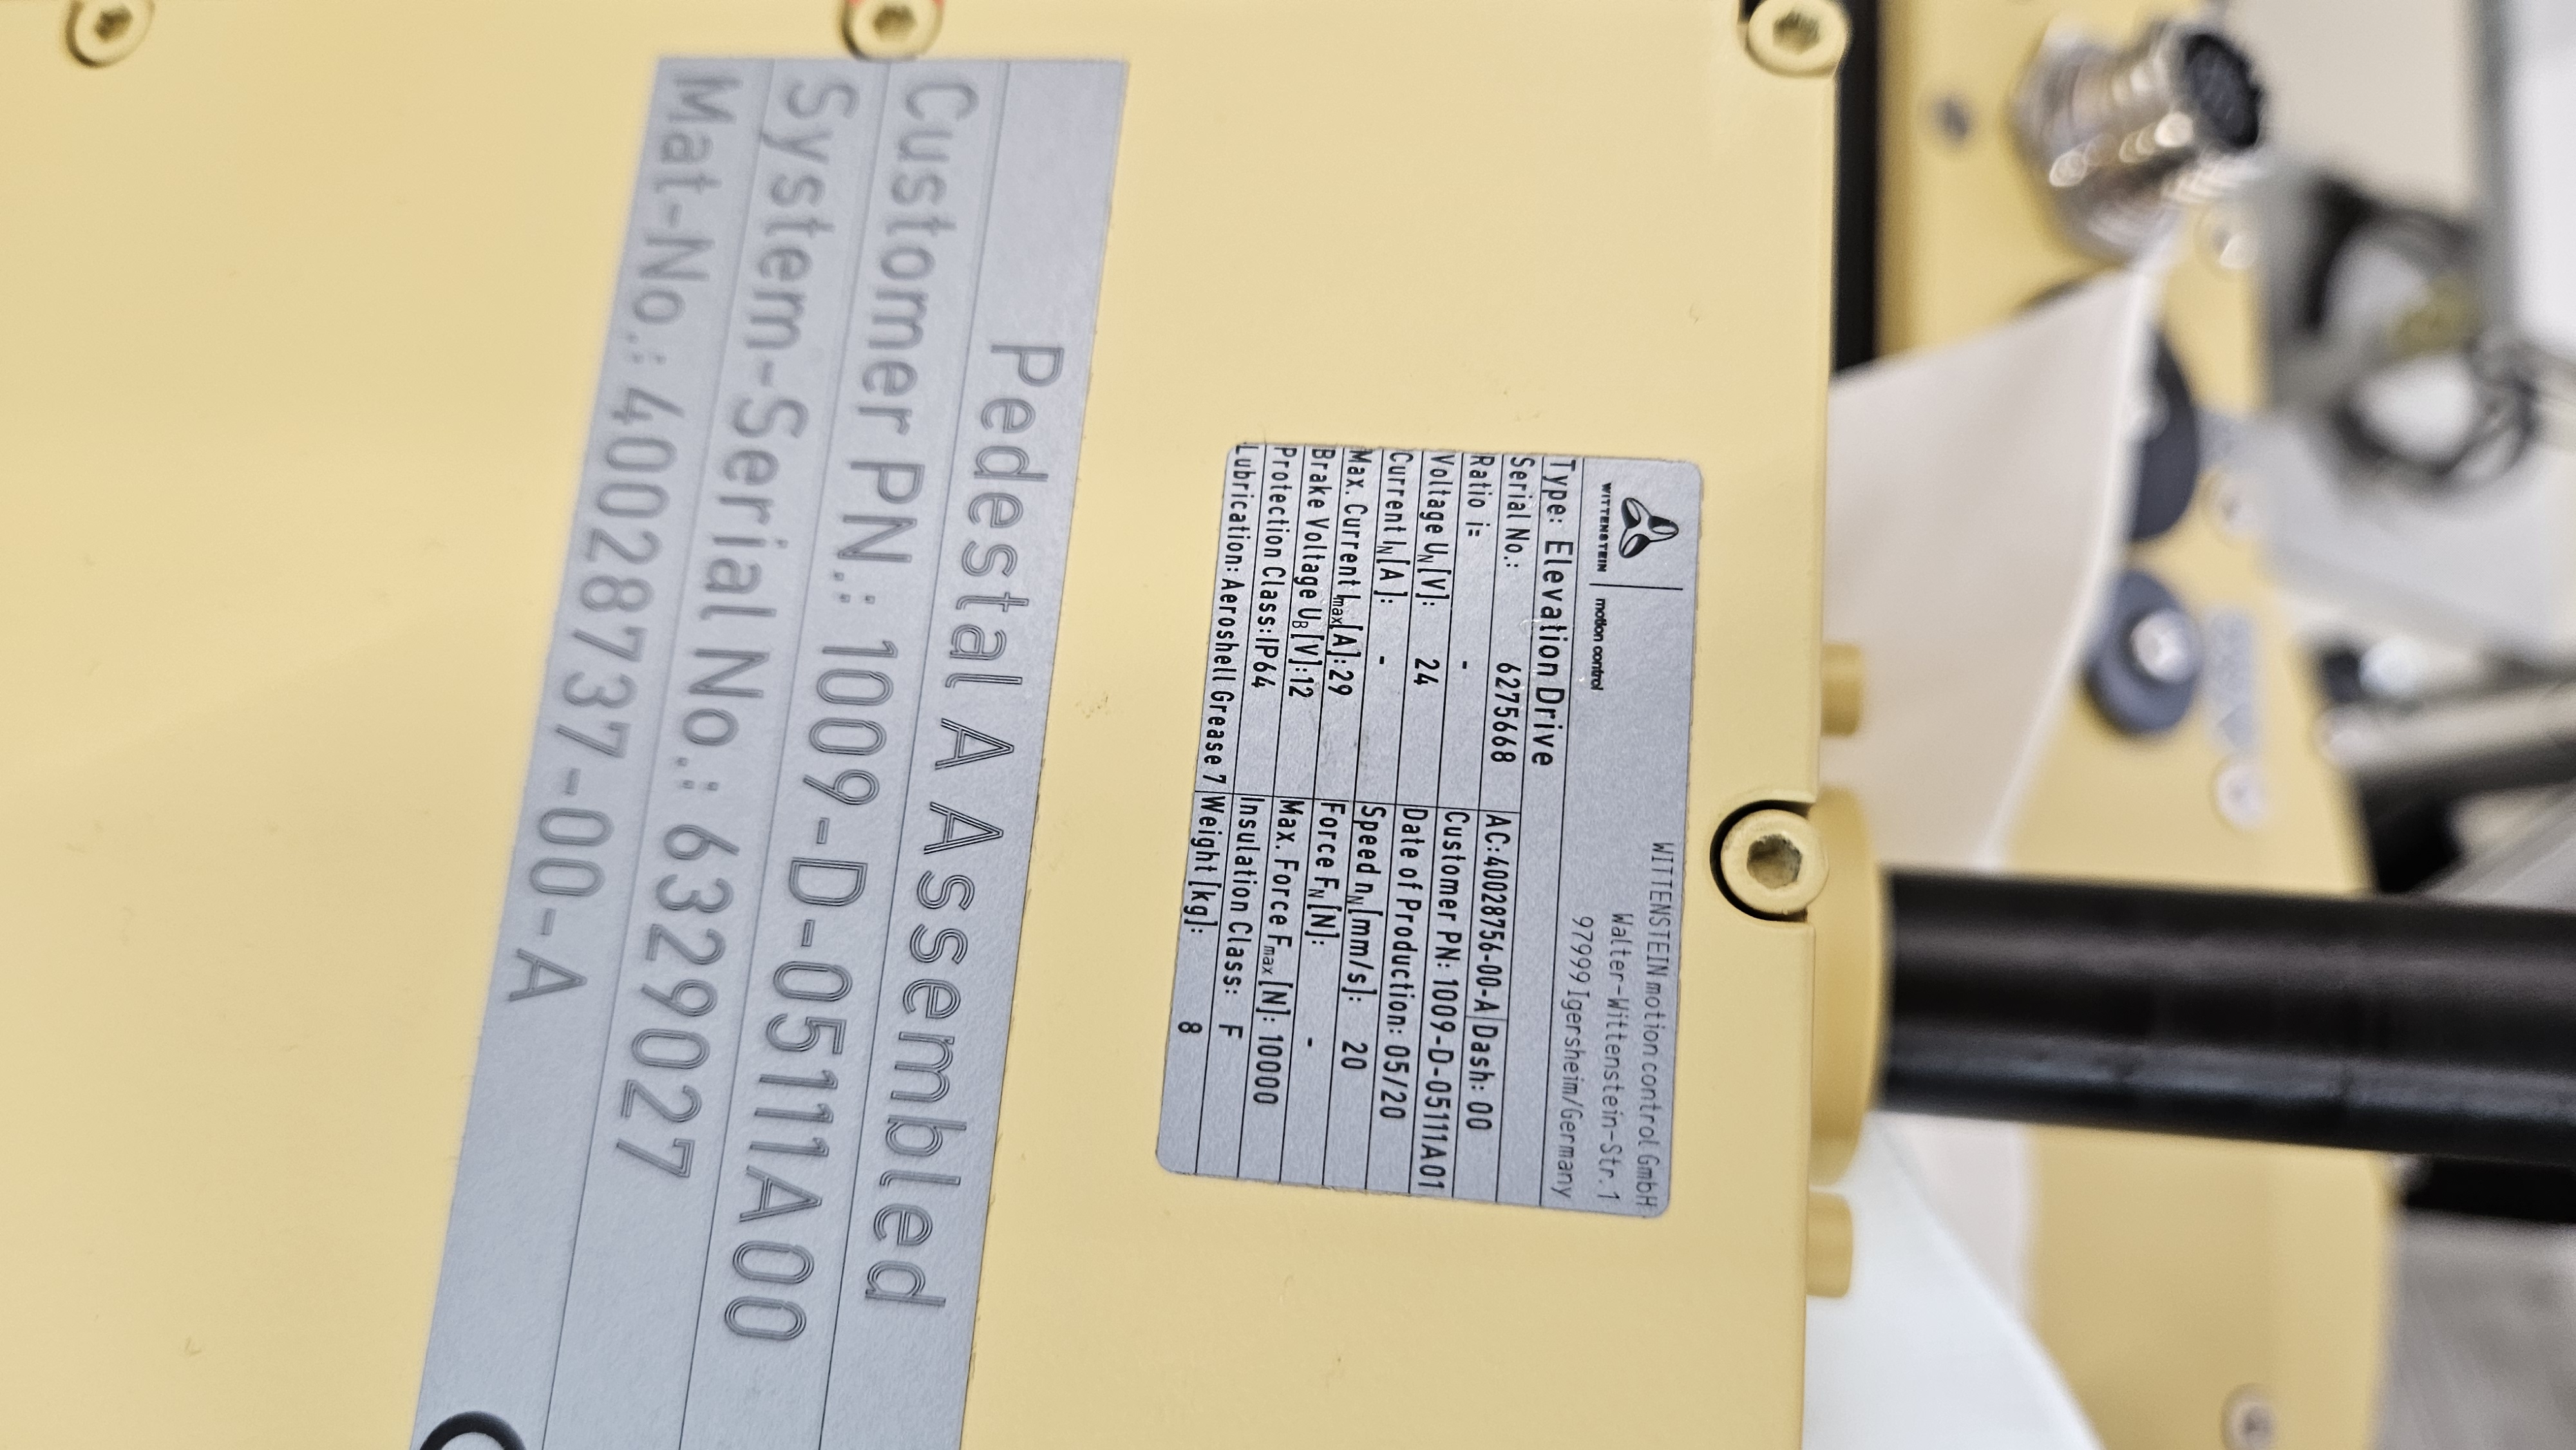 WITTENSTEIN
motion control
WITTENSTEIN motion control GmbH
Walter-Wittenstein-Str. 1
97999 Igersheim/Germany
Type: Elevation Drive
Serial No.: 6275668 AC:40028756-00-A Dash: 00
Ratio i= - Customer PN: 1009-D-05111A01
Voltage UN[V]: 24 Date of Production: 05/20
Current IN[A]: - Speed nN[mm/s]: 20
Max. Current Imax[A]:29 Force FN[N]: -
Brake Voltage UB[V]:12 Max. Force Fmax[N]: 10000
Protection Class:IP64 Insulation Class: F
Lubrication: Aeroshell Grease 7 Weight [kg]: 8
Pedestal A Assembled
Customer PN.: 1009-D-05111A00
System-Serial No.: 6329027
Mat-No.: 40028737-00-A